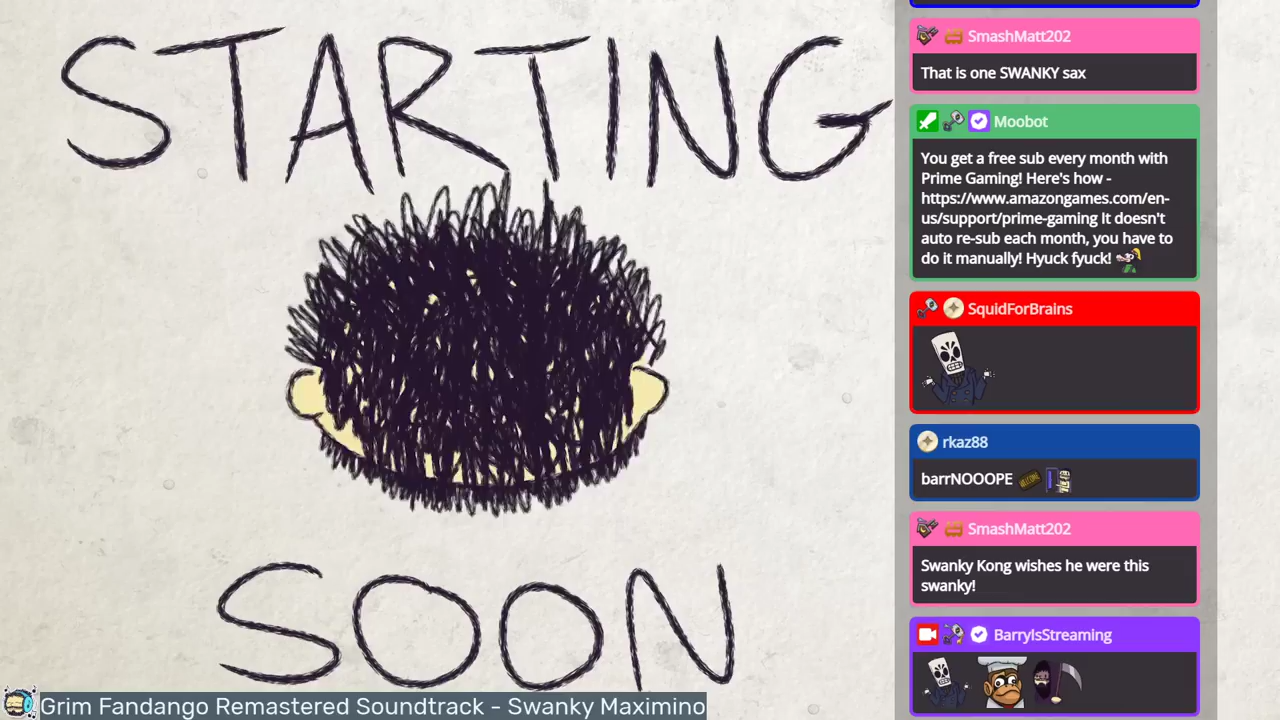 STARTING
SOON
SmashMatt202
That is one SWANKY sax
Moobot
You get a free sub every month with
Prime Gaming! Here's how -
https://www.amazongames.com/en-
us/support/prime-gaming It doesn't
auto re-sub each month, you have to
do it manually! Hyuck fyuck!
SquidForBrains
rkaz88
barrNOOOPE
SmashMatt202
Swanky Kong wishes he were this
swanky!
BarryIsStreaming
Grim Fandango Remastered Soundtrack - Swanky Maximino